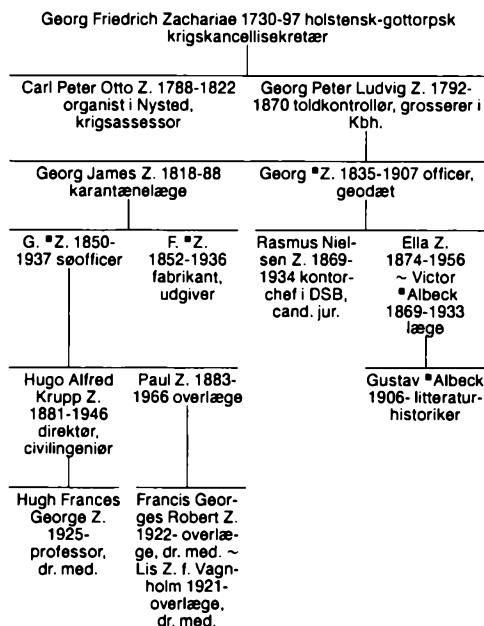 Georg Friedrich Zachariae 1730-97 holstensk-gottorpsk
krigskancellisekretær
Carl Peter Otto Z. 1788-1822
organist i Nysted,
krigsassessor
Georg Peter Ludvig Z. 1792-
1870 toldkontrollør, grosserer i
Kbh.
Georg James Z. 1818-88
karantænelæge
Georg *Z. 1835-1907 officer,
geodæt
G. *Z. 1850-
1937 søofficer
F. *Z.
1852-1936
fabrikant,
udgiver
Rasmus Niel-
sen Z. 1869-
1934 kontor-
chef i DSB,
cand. jur.
Ella Z.
1874-1956
~ Victor
*Albeck
1869-1933
læge
Hugo Alfred
Krupp Z.
1881-1946
direktør,
civilingeniør
Paul Z. 1883-
1966 overlæge
Gustav *Albeck
1906- litteratur-
historiker
Hugh Frances
George Z.
1925-
professor,
dr. med.
Francis Geor-
ges Robert Z.
1922- overlæ-
ge, dr. med. ~
Lis Z. f. Vagn-
holm 1921-
overlæge,
dr. med.